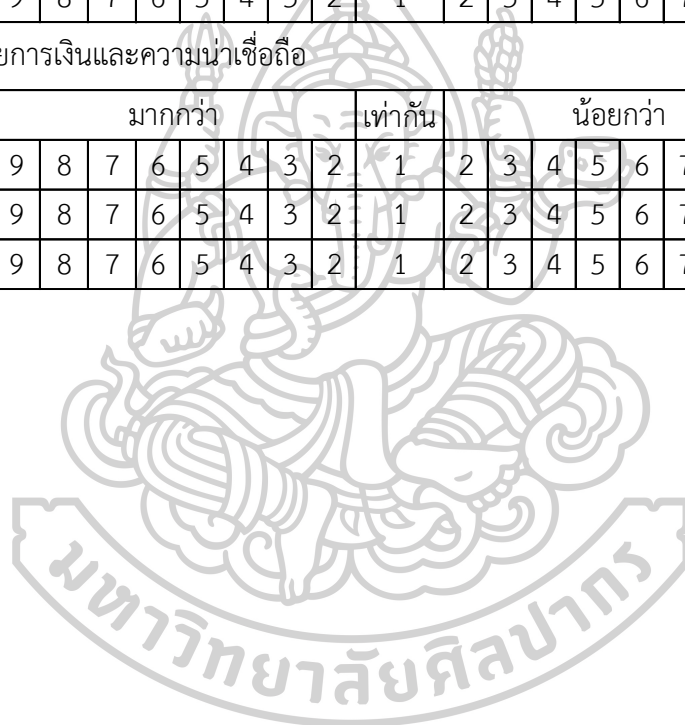 9 8 7 6 5 4 3 2 1 2 3 4 5 6
ยการเงินและความน่าเชื่อถือ
มากกว่า เท่ากัน น้อยกว่า
9 8 7 6 5 4 3 2 1 2 3 4 5 6 7
9 8 7 6 5 4 3 2 1 2 3 4 5 6 7
9 8 7 6 5 4 3 2 1 2 3 4 5 6 7
มหาวิทยาลัยศิลปากร